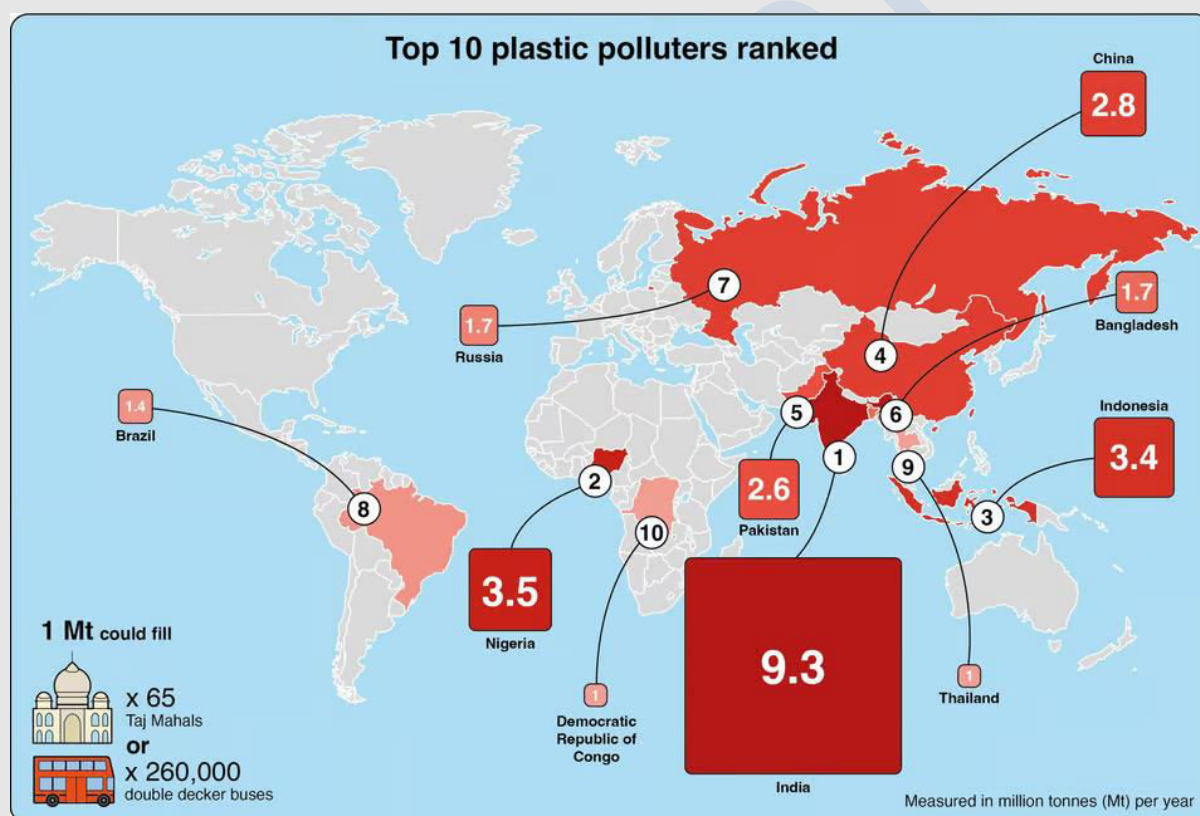 Top 10 plastic polluters ranked
China
2.8
7
1.7
Bangladesh
1.7
Russia
4
1.4
Brazil
5
6
Indonesia
3.4
1
9
2
2.6
Pakistan
8
3
10
3.5
Nigeria
9.3
India
1
Democratic
Republic of
Congo
1
Thailand
1 Mt could fill
x 65
Taj Mahals
or
x 260,000
double decker buses
Measured in million tonnes (Mt) per year